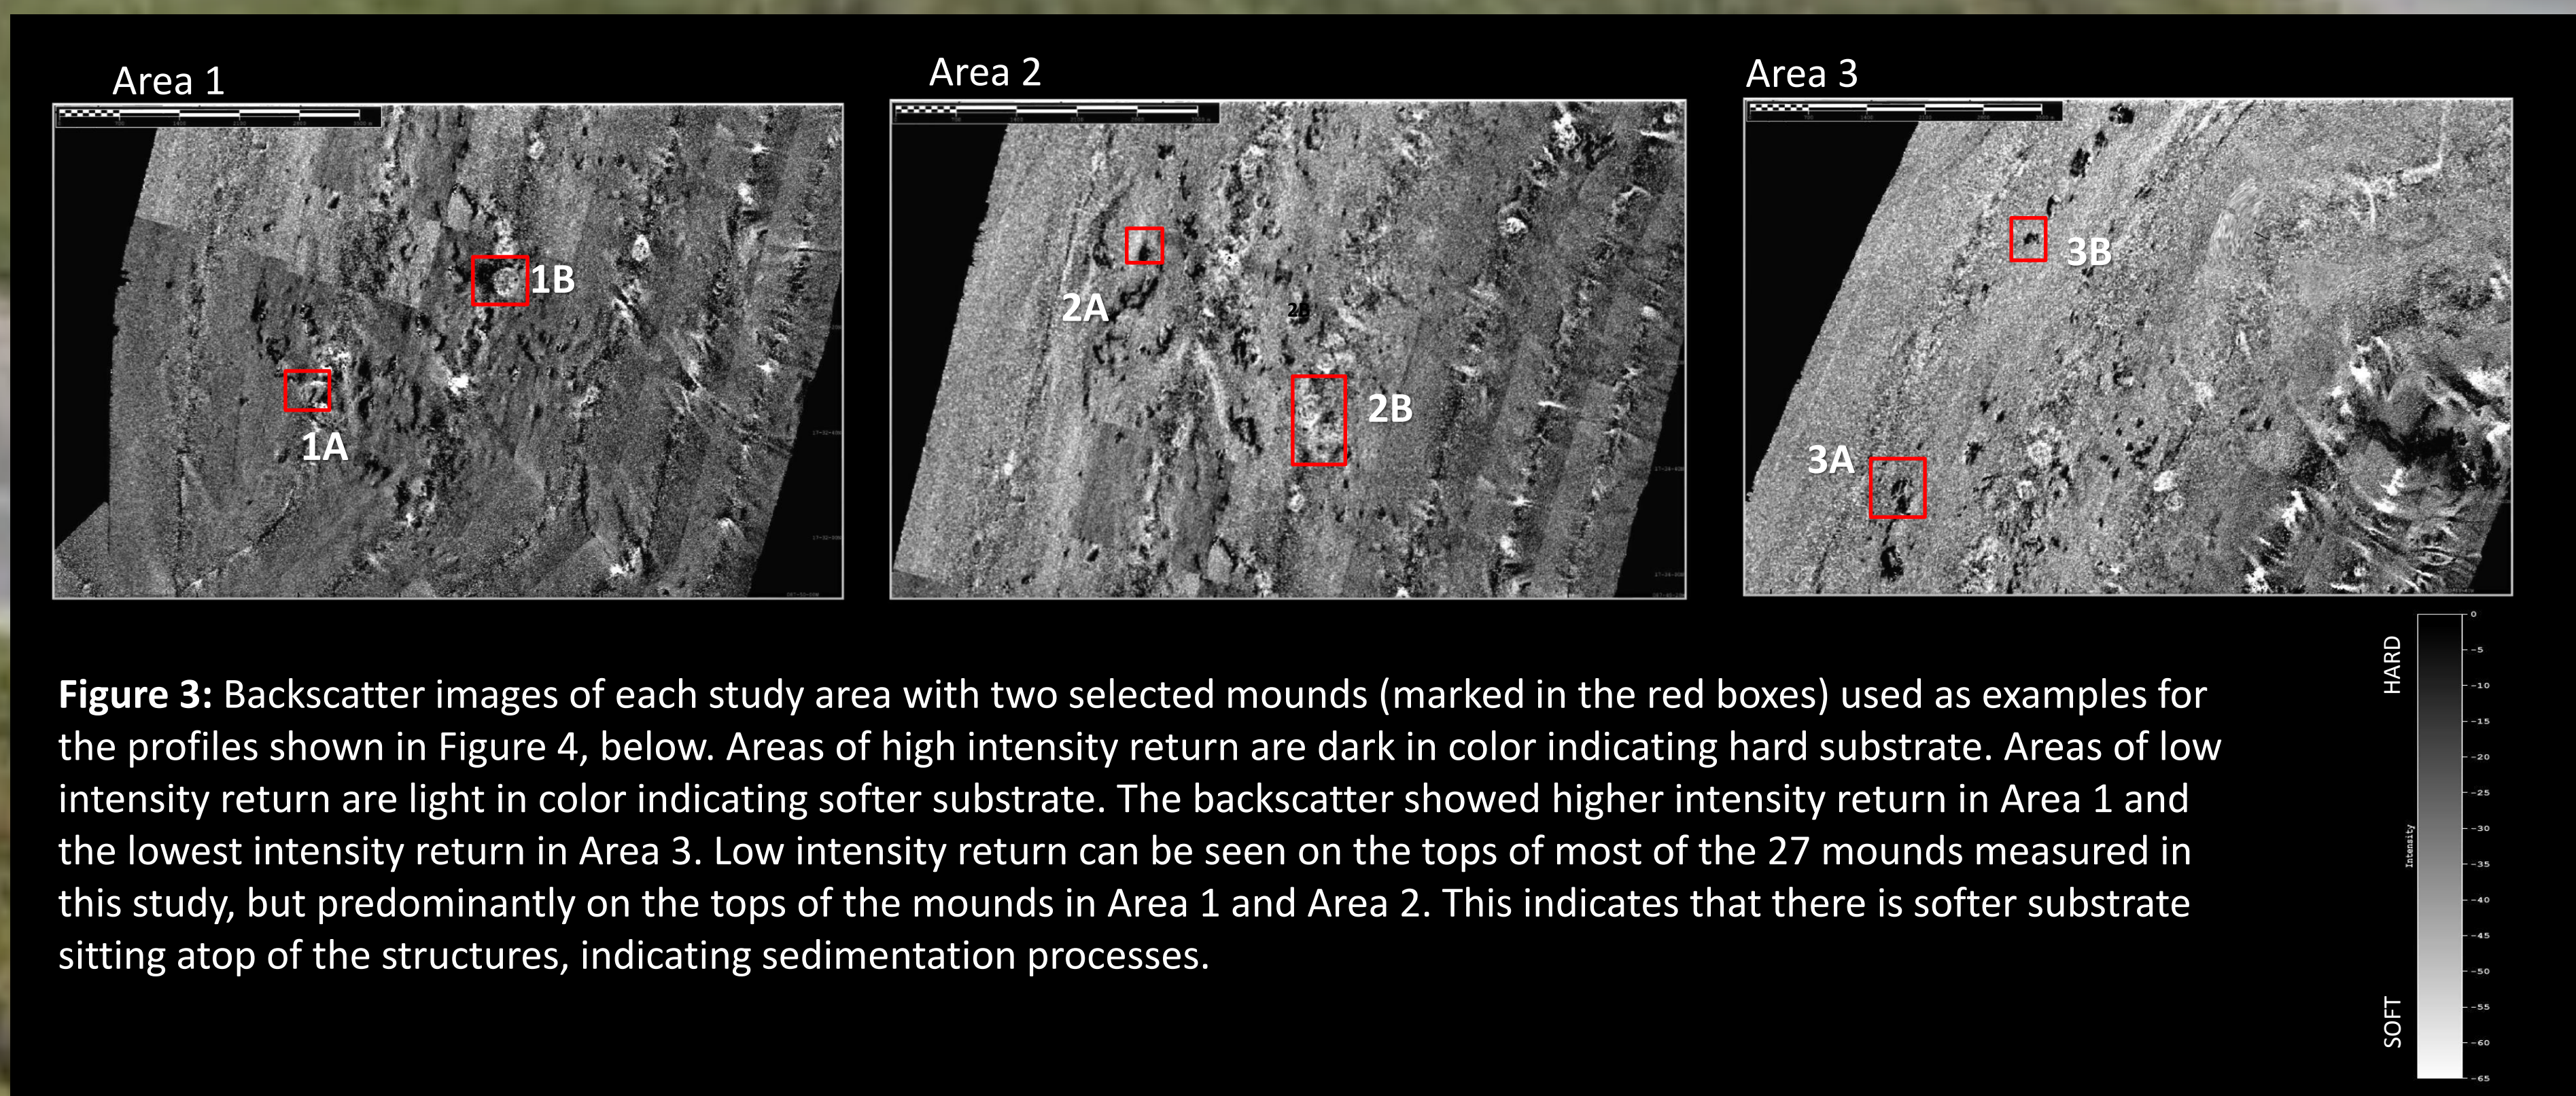 Area 1
Area 2
Area 3
1B
1A
2A
2B
2B
3B
3A
Figure 3: Backscatter images of each study area with two selected mounds (marked in the red boxes) used as examples for
the profiles shown in Figure 4, below. Areas of high intensity return are dark in color indicating hard substrate. Areas of low
intensity return are light in color indicating softer substrate. The backscatter showed higher intensity return in Area 1 and
the lowest intensity return in Area 3. Low intensity return can be seen on the tops of most of the 27 mounds measured in
this study, but predominantly on the tops of the mounds in Area 1 and Area 2. This indicates that there is softer substrate
sitting atop of the structures, indicating sedimentation processes.
HARD
SOFT
Intensity
0
-5
-10
-15
-20
-25
-30
-35
-40
-45
-50
-55
-60
-65